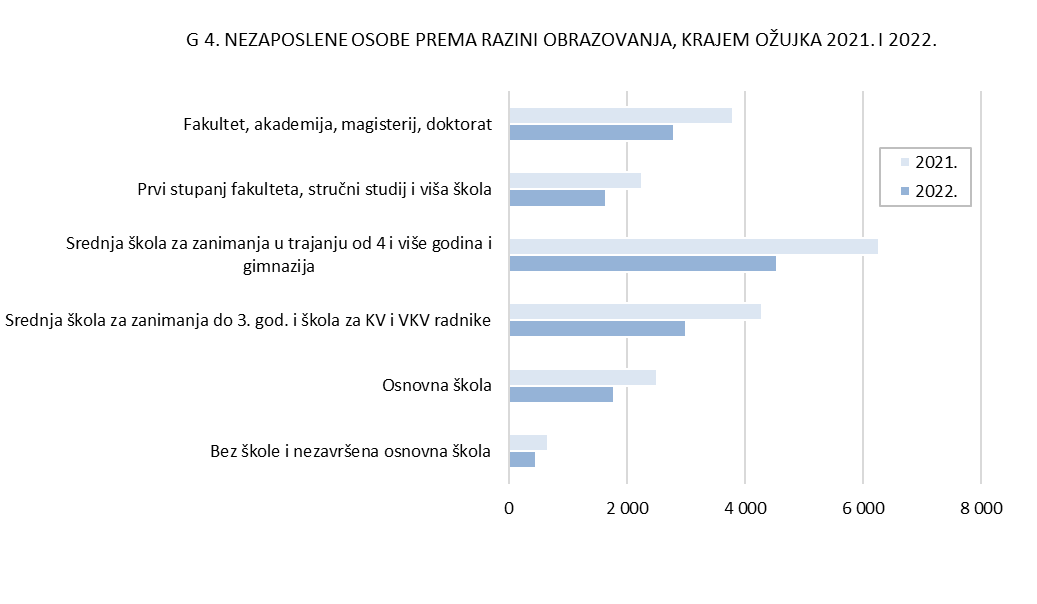 G 4. NEZAPOSLENE OSOBE PREMA RAZINI OBRAZOVANJA, KRAJEM OŽUJKA 2021. I 2022.
Fakultet, akademija, magisterij, doktorat
Prvi stupanj fakulteta, stručni studij i viša škola
Srednja škola za zanimanja u trajanju od 4 i više godina i
gimnazija
Srednja škola za zanimanja do 3. god. i škola za KV i VKV radnike
Osnovna škola
Bez škole i nezavršena osnovna škola
2021.
2022.
0 2 000 4 000 6 000 8 000